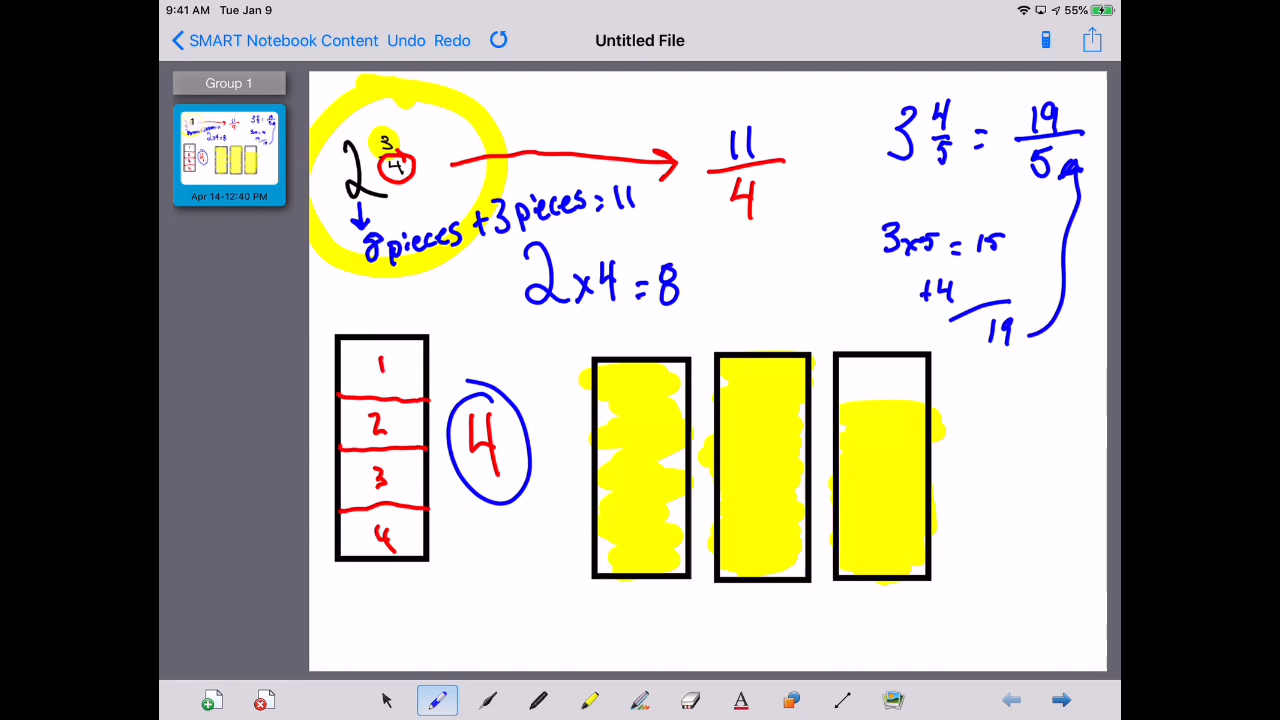 9:41 AM Tue Jan 9 55%
SMART Notebook Content Undo Redo Untitled File
Group 1
Apr 14-12:40 PM
2 3/4 → 11/4
8 pieces + 3 pieces = 11
2x4=8
3 4/5 = 19/5
3x5=15
+4
19
1
2
3
4
4
A